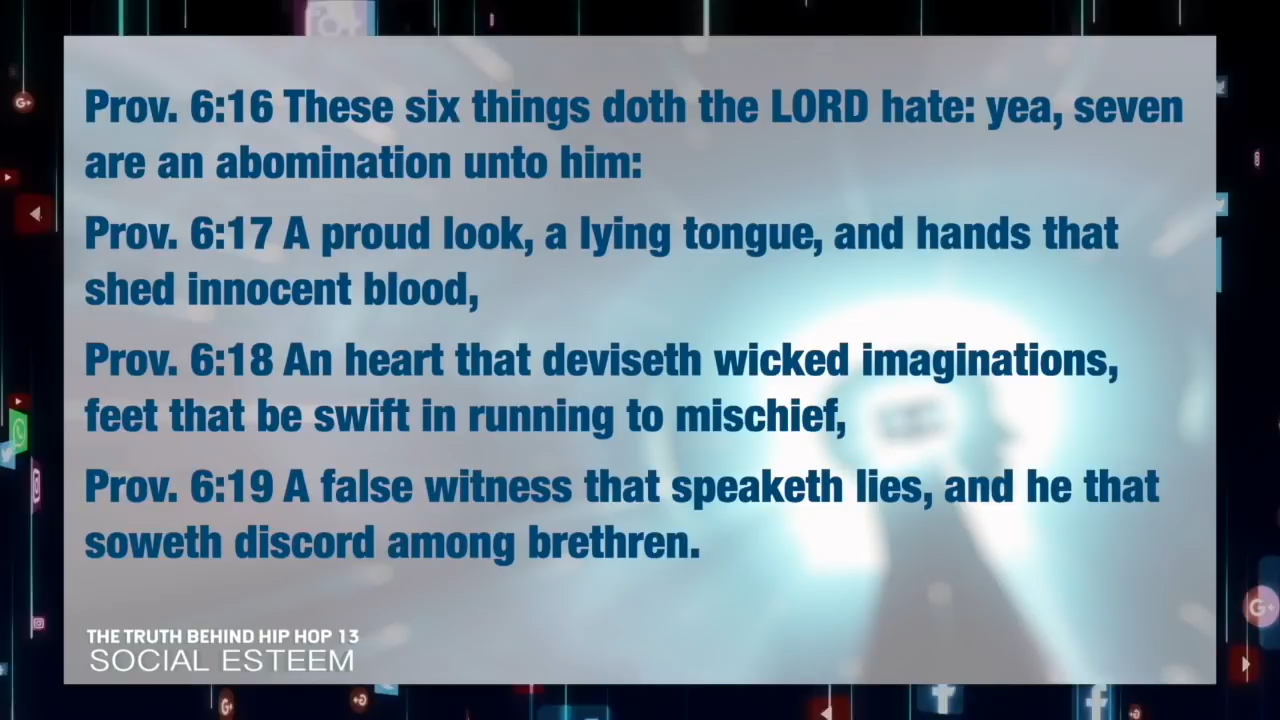 Prov. 6:16 These six things doth the LORD hate: yea, seven
are an abomination unto him:
Prov. 6:17 A proud look, a lying tongue, and hands that
shed innocent blood,
Prov. 6:18 An heart that deviseth wicked imaginations,
feet that be swift in running to mischief,
Prov. 6:19 A false witness that speaketh lies, and he that
soweth discord among brethren.
THE TRUTH BEHIND HIP HOP 13
SOCIAL ESTEEM